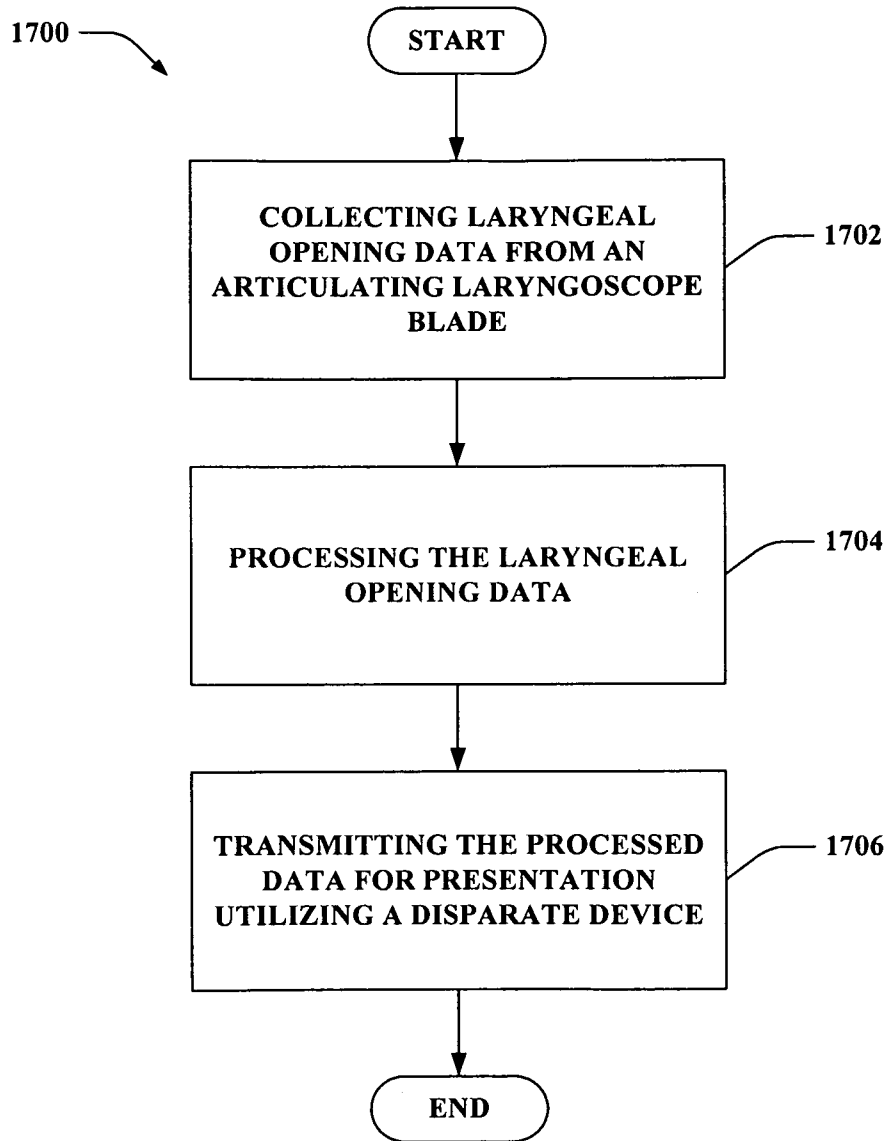 1700
START
COLLECTING LARYNGEAL
OPENING DATA FROM AN
ARTICULATING LARYNGOSCOPE
BLADE
1702
PROCESSING THE LARYNGEAL
OPENING DATA
1704
TRANSMITTING THE PROCESSED
DATA FOR PRESENTATION
UTILIZING A DISPARATE DEVICE
1706
END